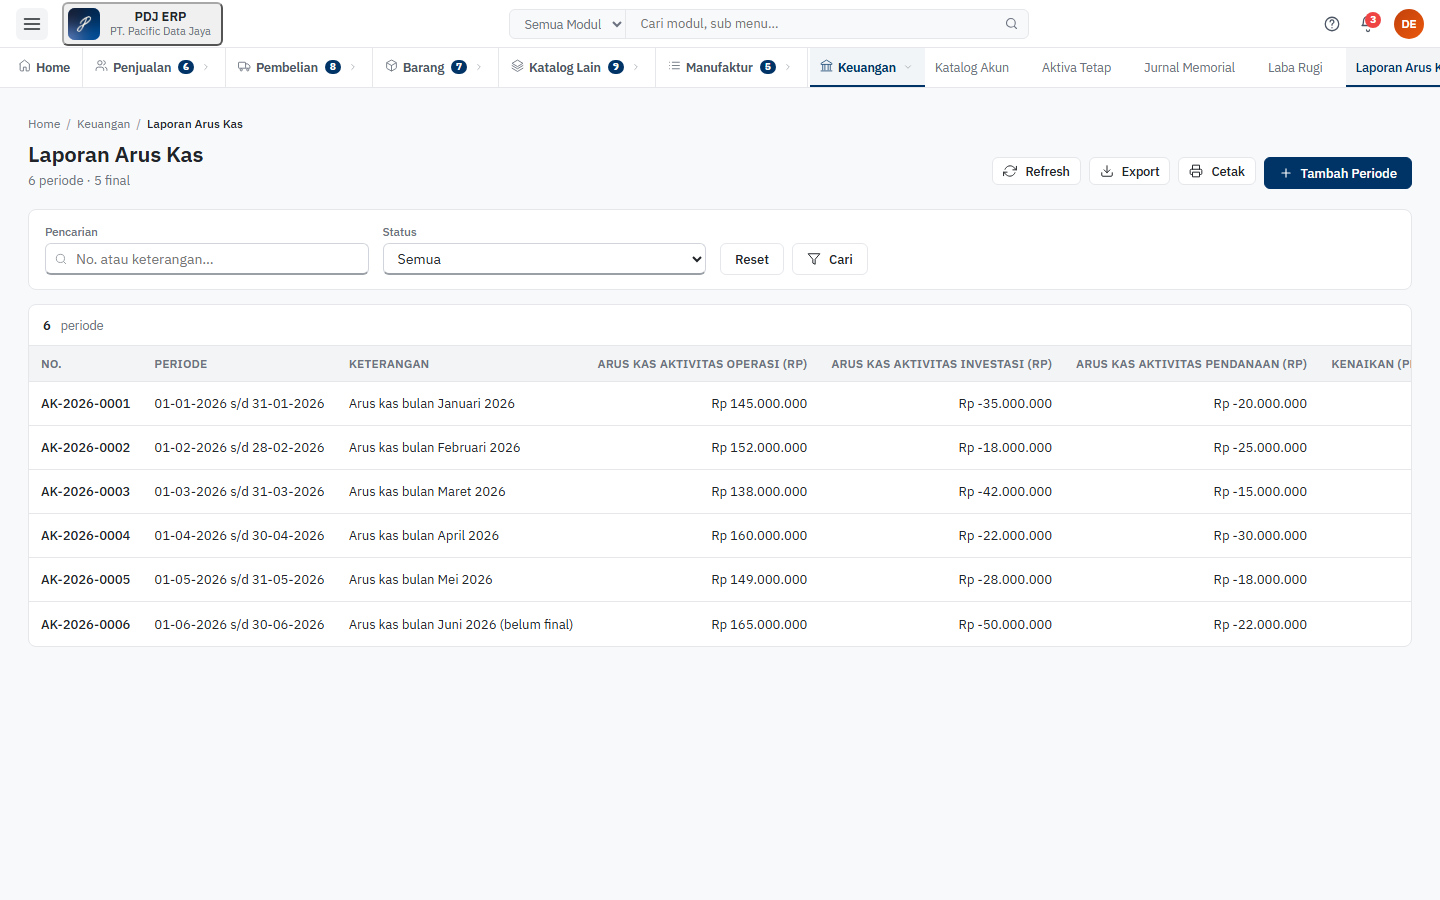 PDJ ERP
PT. Pacific Data Jaya
Semua Modul
Cari modul, sub menu...
3
DE
Home
Penjualan 6
Pembelian 8
Barang 7
Katalog Lain 9
Manufaktur 5
Keuangan
Katalog Akun
Aktiva Tetap
Jurnal Memorial
Laba Rugi
Laporan Arus K
Home / Keuangan / Laporan Arus Kas
Laporan Arus Kas
6 periode · 5 final
Refresh
Export
Cetak
Tambah Periode
Pencarian
Status
No. atau keterangan...
Semua
Reset
Cari
6 periode
NO. PERIODE KETERANGAN ARUS KAS AKTIVITAS OPERASI (RP) ARUS KAS AKTIVITAS INVESTASI (RP) ARUS KAS AKTIVITAS PENDANAAN (RP) KENAIKAN (P
AK-2026-0001 01-01-2026 s/d 31-01-2026 Arus kas bulan Januari 2026 Rp 145.000.000 Rp -35.000.000 Rp -20.000.000
AK-2026-0002 01-02-2026 s/d 28-02-2026 Arus kas bulan Februari 2026 Rp 152.000.000 Rp -18.000.000 Rp -25.000.000
AK-2026-0003 01-03-2026 s/d 31-03-2026 Arus kas bulan Maret 2026 Rp 138.000.000 Rp -42.000.000 Rp -15.000.000
AK-2026-0004 01-04-2026 s/d 30-04-2026 Arus kas bulan April 2026 Rp 160.000.000 Rp -22.000.000 Rp -30.000.000
AK-2026-0005 01-05-2026 s/d 31-05-2026 Arus kas bulan Mei 2026 Rp 149.000.000 Rp -28.000.000 Rp -18.000.000
AK-2026-0006 01-06-2026 s/d 30-06-2026 Arus kas bulan Juni 2026 (belum final) Rp 165.000.000 Rp -50.000.000 Rp -22.000.000